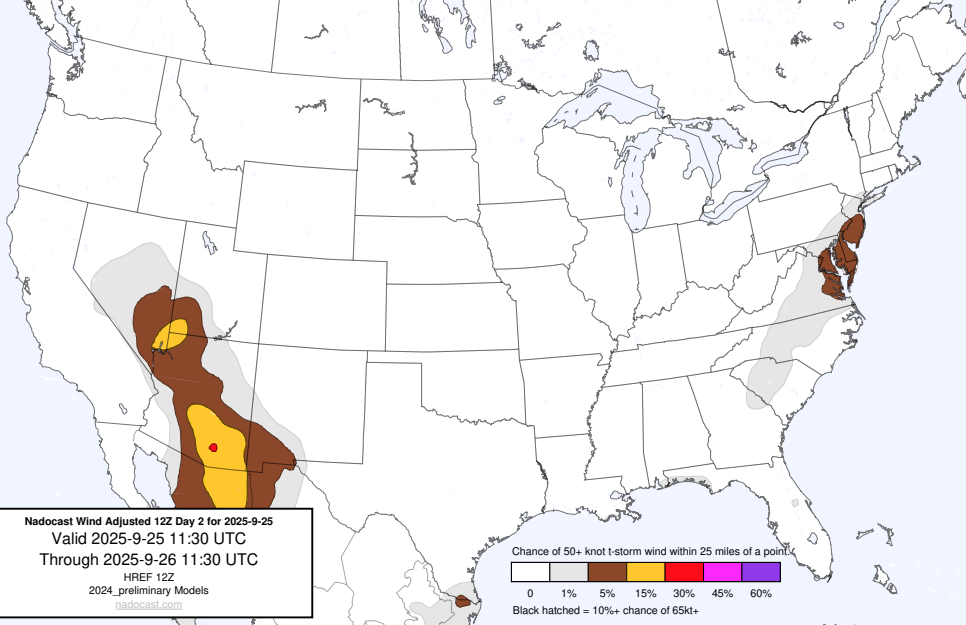 Nadocast Wind Adjusted 12Z Day 2 for 2025-9-25
Valid 2025-9-25 11:30 UTC
Through 2025-9-26 11:30 UTC
HREF 12Z
2024_preliminary Models
nadocast.com
Chance of 50+ knot t-storm wind within 25 miles of a point.
0 1% 5% 15% 30% 45% 60%
Black hatched = 10%+ chance of 65kt+